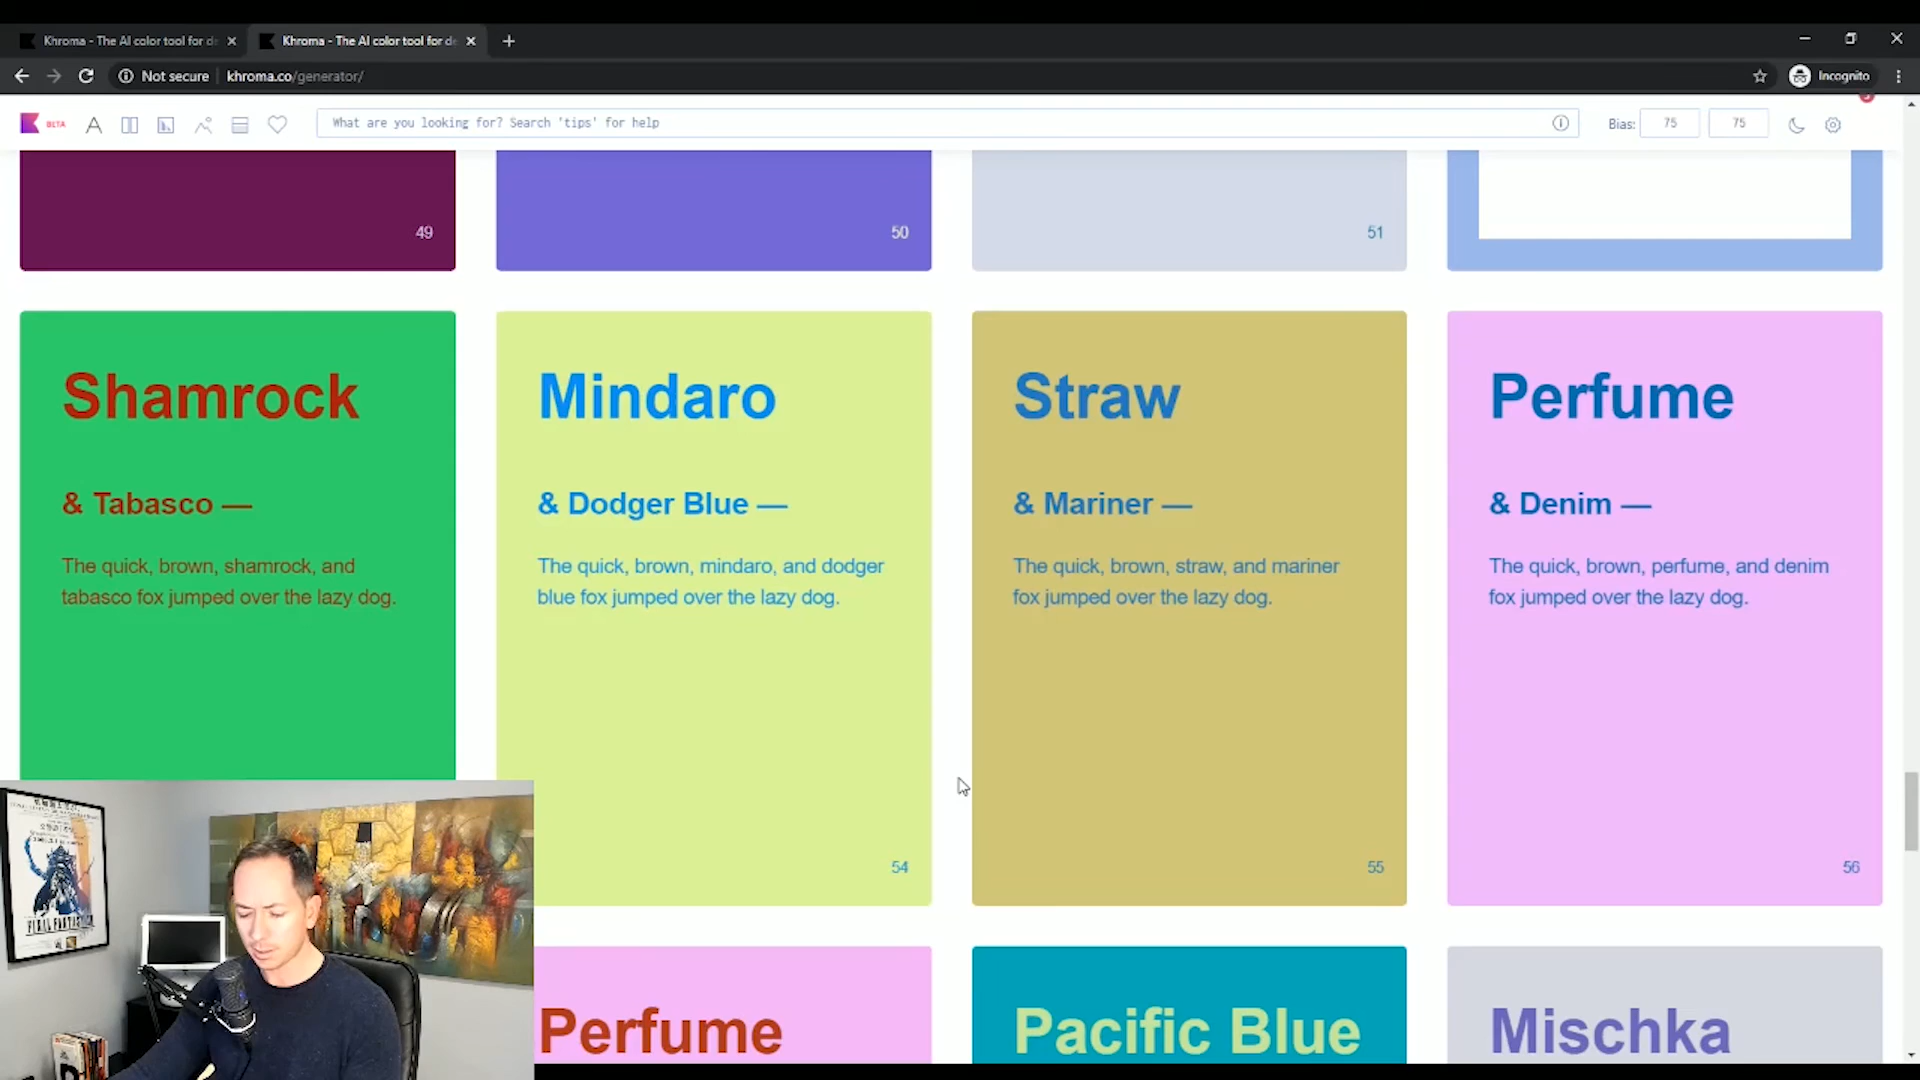 Khroma - The AI color tool for de
Khroma - The AI color tool for de
Not secure
khroma.co/generator/
Incognito
BETA
What are you looking for? Search 'tips' for help
Bias:
75
75
49
50
51
Shamrock
& Tabasco —
The quick, brown, shamrock, and
tabasco fox jumped over the lazy dog.
Mindaro
& Dodger Blue —
The quick, brown, mindaro, and dodger
blue fox jumped over the lazy dog.
54
Straw
& Mariner —
The quick, brown, straw, and mariner
fox jumped over the lazy dog.
55
Perfume
& Denim —
The quick, brown, perfume, and denim
fox jumped over the lazy dog.
56
FINAL FANTASY
Perfume
Pacific Blue
Mischka